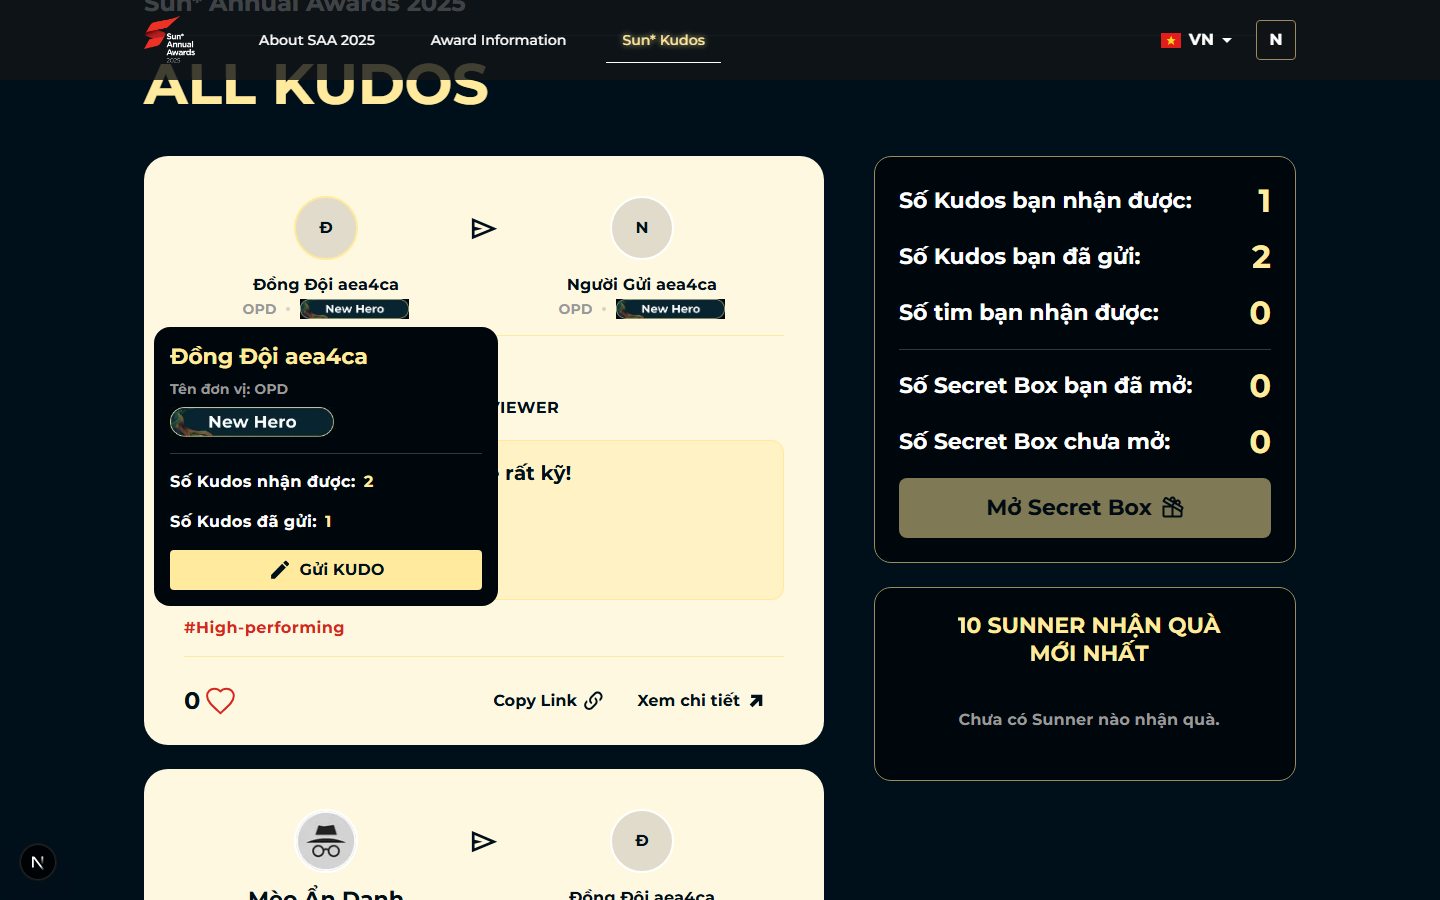 Sun* Annual Awards 2025
Sun*
Annual
Awards
2025
About SAA 2025
Award Information
Sun* Kudos
VN
N
ALL KUDOS
Đ
N
Đồng Đội aea4ca
Người Gửi aea4ca
OPD • New Hero
OPD • New Hero
Đồng Đội aea4ca
Tên đơn vị: OPD
New Hero
Số Kudos nhận được: 2
Số Kudos đã gửi: 1
Gửi KUDO
VIEWER
rất kỹ!
#High-performing
0
Copy Link
Xem chi tiết
Đ
Mèo Ẩn Danh
Đồng Đội aea4ca
Số Kudos bạn nhận được: 1
Số Kudos bạn đã gửi: 2
Số tim bạn nhận được: 0
Số Secret Box bạn đã mở: 0
Số Secret Box chưa mở: 0
Mở Secret Box
10 SUNNER NHẬN QUÀ
MỚI NHẤT
Chưa có Sunner nào nhận quà.
N